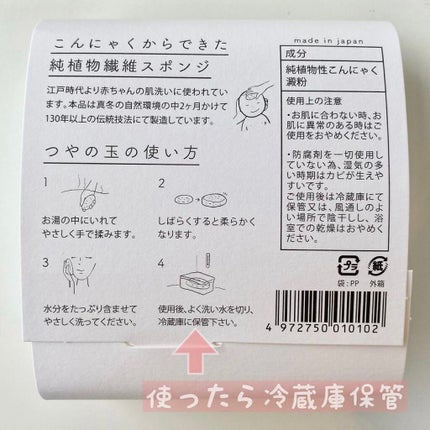 こんにゃくからできた
純植物繊維スポンジ
江戸時代より赤ちゃんの
肌洗いに使われてい
ます。本品は真冬の自然環境の中2ヶ月かけて
130年以上の伝統技法にて製造しています。
つやの玉の使い方
1
お湯の中にいれて
やさしく手で揉みます。
2
しばらくすると柔らかく
なります。
3
水分をたっぷり含ませて
やさしく洗ってください。
4
使用後、よく洗い水を切り、
冷蔵庫に保管下さい。
made in japan
成分
純植物性こんにゃく
澱粉
使用上の注意
・お肌に合わない時、お
肌に異常のある時はご使
用をおやめください。
・防腐剤を一切使用し
ていない為、湿気の多
い時期はカビが生えや
すいです。
ご使用後は冷蔵庫にて
保管又は、風通しのよ
い場所で陰干しし、浴
室での乾燥はおやめく
ださい。
プラ
紙
袋:PP
外箱
4 972750 010102
使ったら冷蔵庫保管